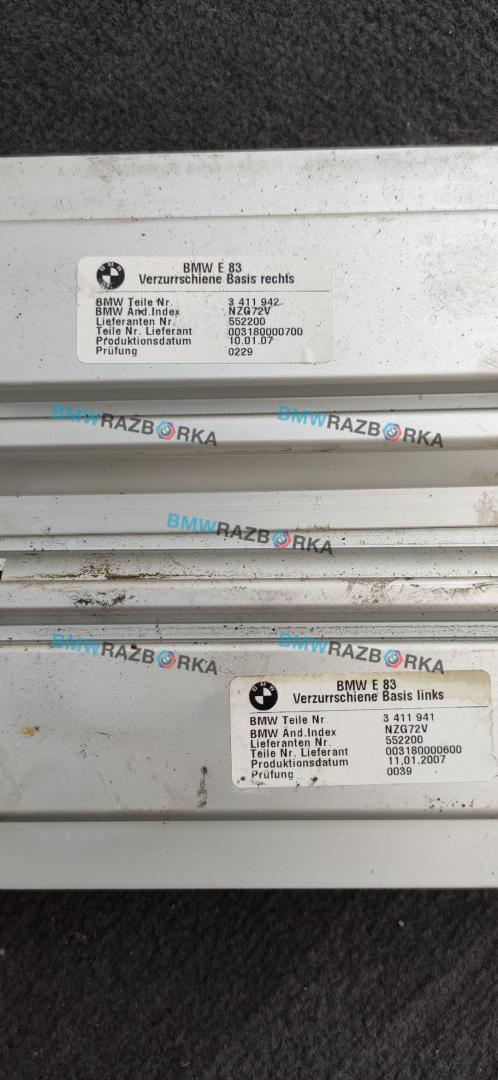 BMW E 83
Verzurrschiene Basis rechts
BMW Teile Nr. 3 411 942
BMW Änd.Index NZG72V
Lieferanten Nr. 552200
Teile Nr. Lieferant 003180000700
Produktionsdatum 10.01.07
Prüfung 0229
BMWRAZBORKA
BMWRAZBORKA
BMWRAZBORKA
BMWRAZBORKA
BMWRAZBORKA
BMW E 83
Verzurrschiene Basis links
BMW Teile Nr. 3 411 941
BMW Änd.Index NZG72V
Lieferanten Nr. 552200
Teile Nr. Lieferant 003180000600
Produktionsdatum 11.01.2007
Prüfung 0039